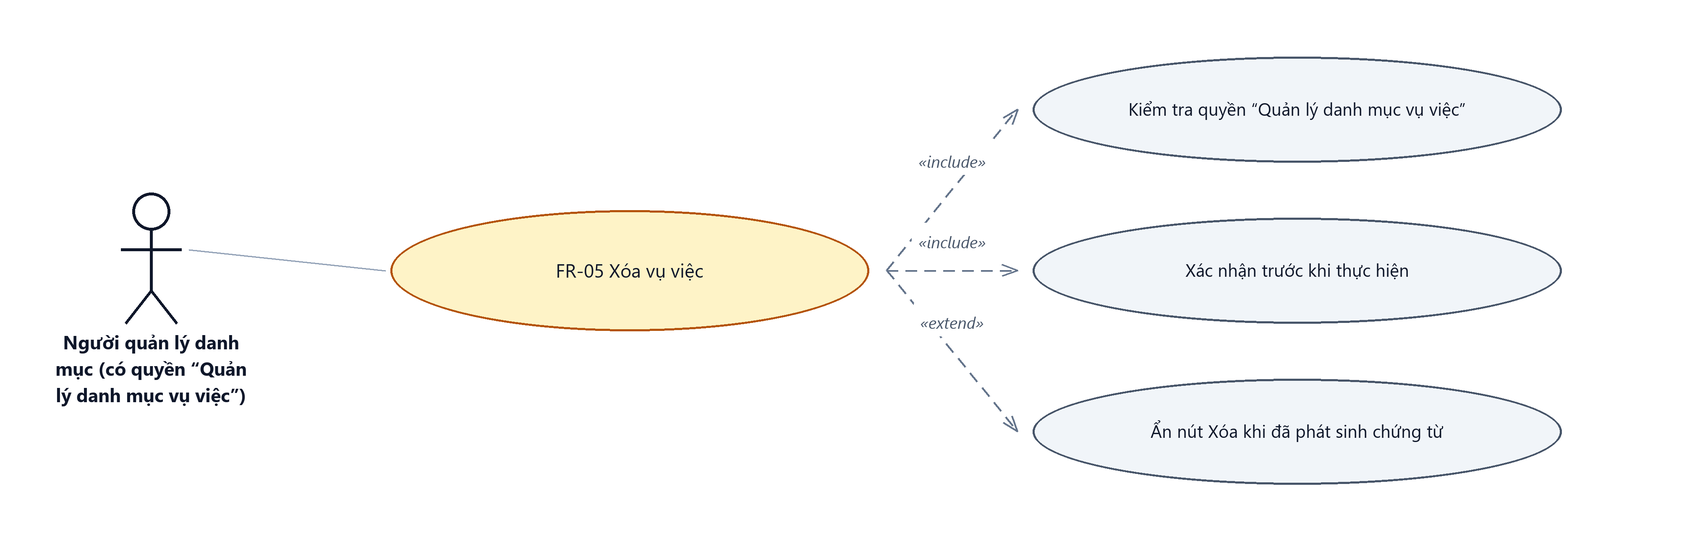 Kiểm tra quyền “Quản lý danh mục vụ việc”
«include»
«include»
FR-05 Xóa vụ việc
Xác nhận trước khi thực hiện
«extend»
Người quản lý danh
mục (có quyền “Quản
lý danh mục vụ việc”)
Ẩn nút Xóa khi đã phát sinh chứng từ